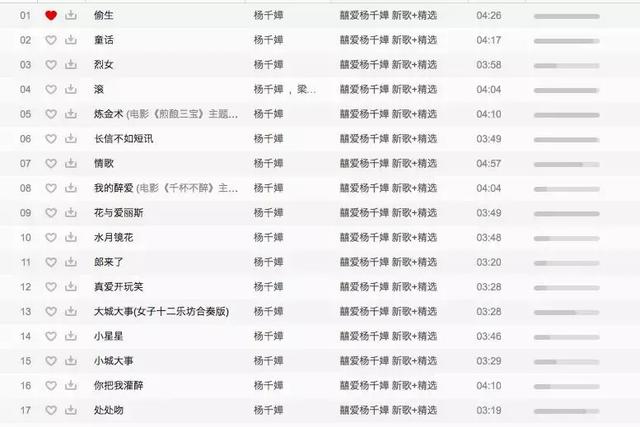 01 偷生 杨千嬅 囍爱杨千嬅 新歌+精选 04:26
02 童话 杨千嬅 囍爱杨千嬅 新歌+精选 04:17
03 烈女 杨千嬅 囍爱杨千嬅 新歌+精选 03:58
04 滚 杨千嬅 , 梁... 囍爱杨千嬅 新歌+精选 04:04
05 炼金术 (电影《煎酿三宝》主题... 杨千嬅 囍爱杨千嬅 新歌+精选 04:10
06 长信不如短讯 杨千嬅 囍爱杨千嬅 新歌+精选 03:49
07 情歌 杨千嬅 囍爱杨千嬅 新歌+精选 04:57
08 我的醉爱 (电影《千杯不醉》主... 杨千嬅 囍爱杨千嬅 新歌+精选 04:04
09 花与爱丽斯 杨千嬅 囍爱杨千嬅 新歌+精选 03:49
10 水月镜花 杨千嬅 囍爱杨千嬅 新歌+精选 03:48
11 郎来了 杨千嬅 囍爱杨千嬅 新歌+精选 03:20
12 真爱开玩笑 杨千嬅 囍爱杨千嬅 新歌+精选 03:28
13 大城大事(女子十二乐坊合奏版) 杨千嬅 囍爱杨千嬅 新歌+精选 03:28
14 小星星 杨千嬅 囍爱杨千嬅 新歌+精选 03:46
15 小城大事 杨千嬅 囍爱杨千嬅 新歌+精选 03:29
16 你把我灌醉 杨千嬅 囍爱杨千嬅 新歌+精选 04:10
17 处处吻 杨千嬅 囍爱杨千嬅 新歌+精选 03:19